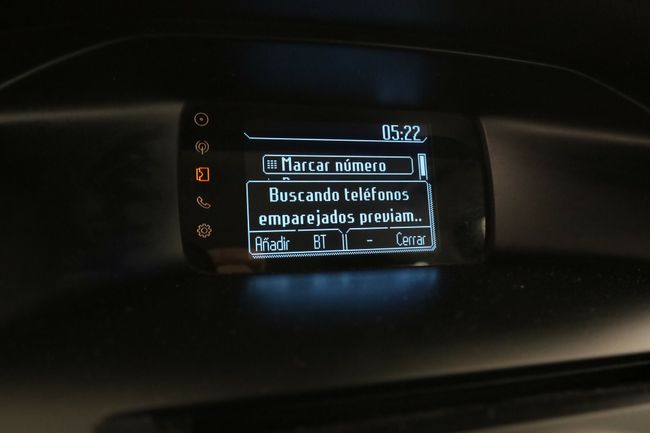 05:22
Marcar número
Buscando teléfonos
emparejados previam..
Añadir BT - Cerrar